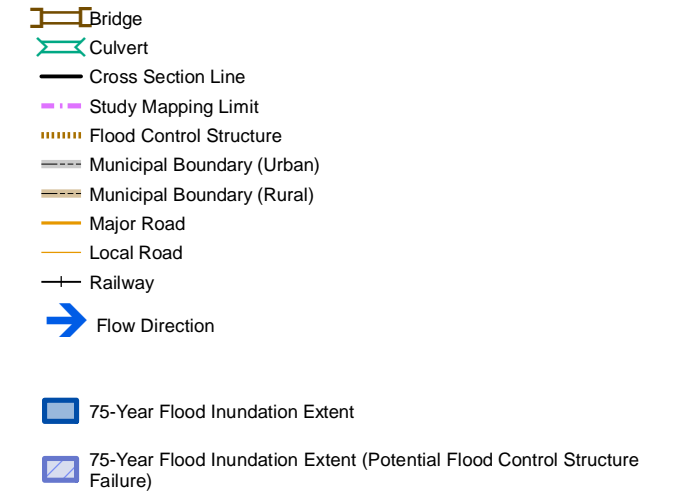 Bridge
Culvert
Cross Section Line
Study Mapping Limit
Flood Control Structure
Municipal Boundary (Urban)
Municipal Boundary (Rural)
Major Road
Local Road
Railway
Flow Direction
75-Year Flood Inundation Extent
75-Year Flood Inundation Extent (Potential Flood Control Structure
Failure)